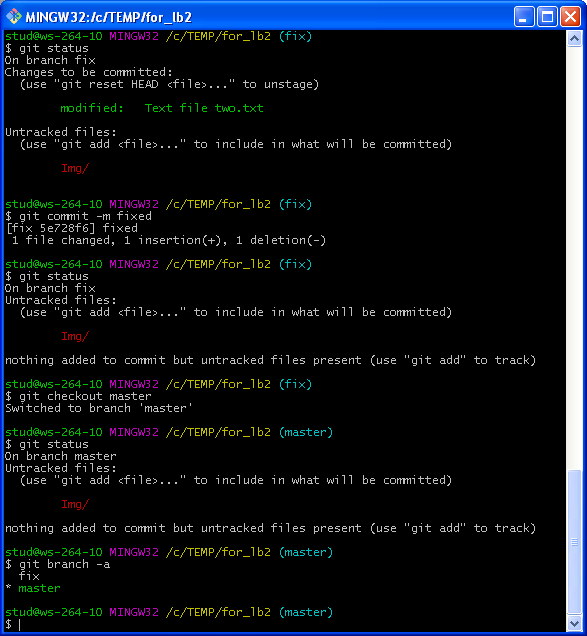 MINGW32:/c/TEMP/for_lb2
stud@ws-264-10 MINGW32 /c/TEMP/for_lb2 (fix)
$ git status
On branch fix
Changes to be committed:
  (use "git reset HEAD <file>..." to unstage)
        modified:   Text file two.txt
Untracked files:
  (use "git add <file>..." to include in what will be committed)
        Img/
stud@ws-264-10 MINGW32 /c/TEMP/for_lb2 (fix)
$ git commit -m fixed
[fix 5e728f6] fixed
 1 file changed, 1 insertion(+), 1 deletion(-)
stud@ws-264-10 MINGW32 /c/TEMP/for_lb2 (fix)
$ git status
On branch fix
Untracked files:
  (use "git add <file>..." to include in what will be committed)
        Img/
nothing added to commit but untracked files present (use "git add" to track)
stud@ws-264-10 MINGW32 /c/TEMP/for_lb2 (fix)
$ git checkout master
Switched to branch 'master'
stud@ws-264-10 MINGW32 /c/TEMP/for_lb2 (master)
$ git status
On branch master
Untracked files:
  (use "git add <file>..." to include in what will be committed)
        Img/
nothing added to commit but untracked files present (use "git add" to track)
stud@ws-264-10 MINGW32 /c/TEMP/for_lb2 (master)
$ git branch -a
  fix
* master
stud@ws-264-10 MINGW32 /c/TEMP/for_lb2 (master)
$